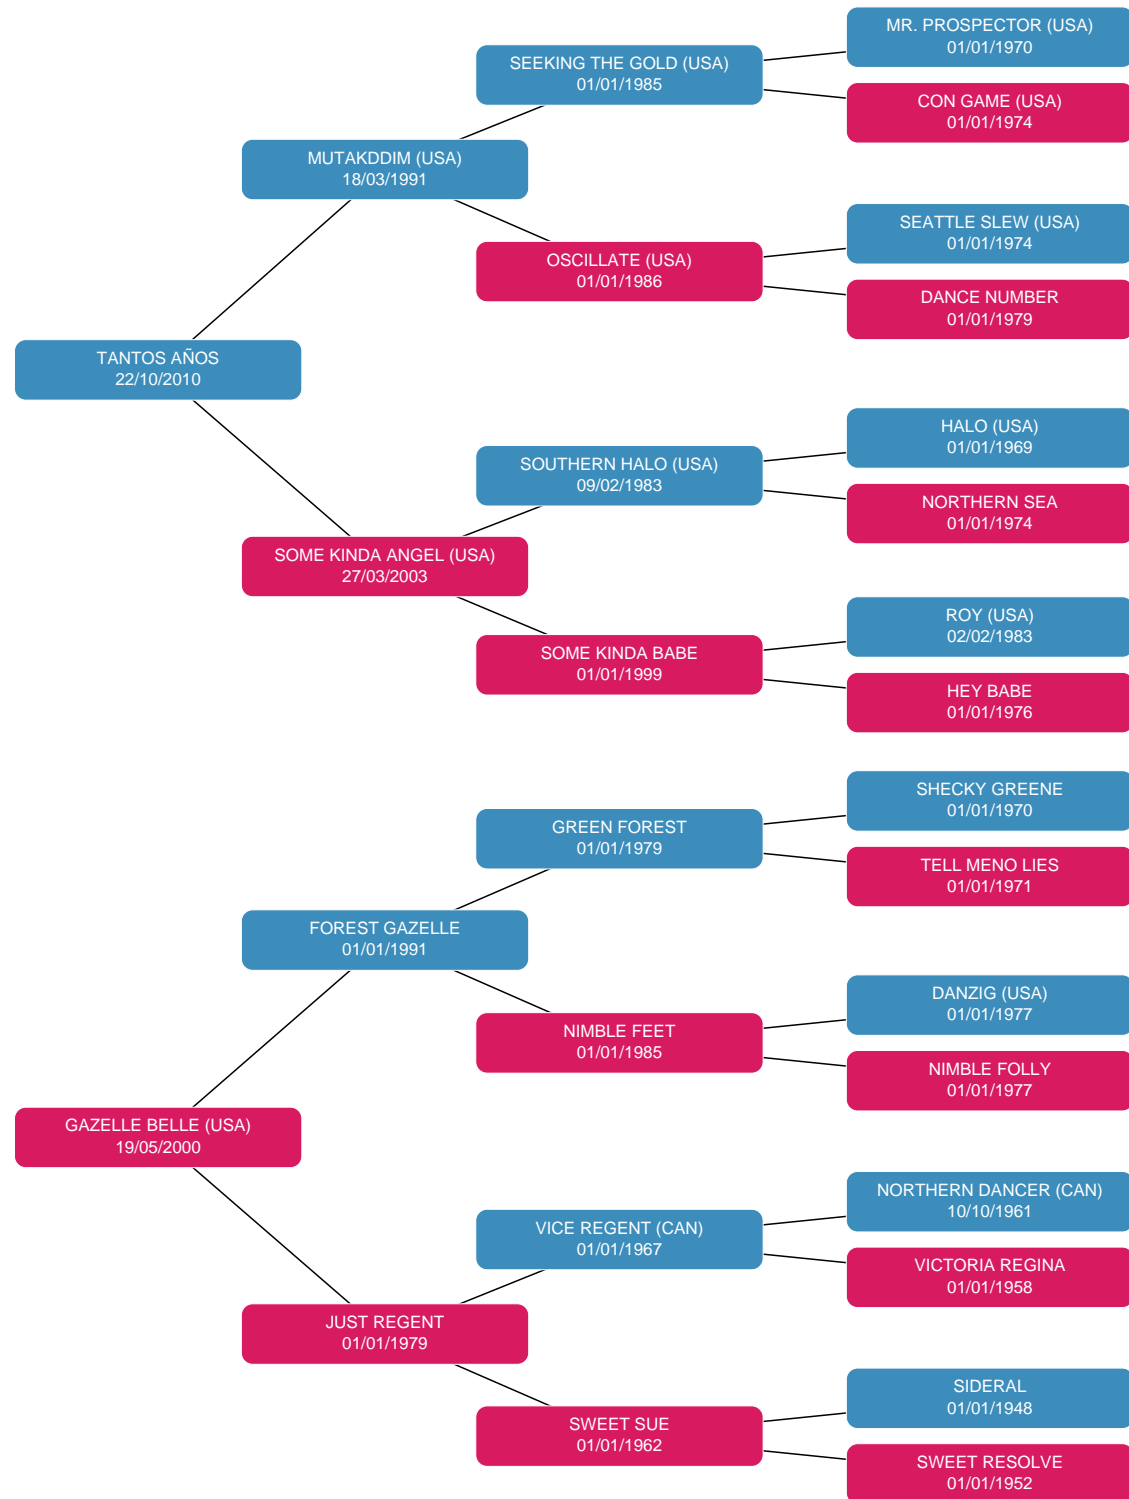 MR. PROSPECTOR (USA)
01/01/1970
SEEKING THE GOLD (USA)
01/01/1985
CON GAME (USA)
01/01/1974
MUTAKDDIM (USA)
18/03/1991
SEATTLE SLEW (USA)
01/01/1974
OSCILLATE (USA)
01/01/1986
DANCE NUMBER
01/01/1979
TANTOS AÑOS
22/10/2010
HALO (USA)
01/01/1969
SOUTHERN HALO (USA)
09/02/1983
NORTHERN SEA
01/01/1974
SOME KINDA ANGEL (USA)
27/03/2003
ROY (USA)
02/02/1983
SOME KINDA BABE
01/01/1999
HEY BABE
01/01/1976
SHECKY GREENE
01/01/1970
GREEN FOREST
01/01/1979
TELL MENO LIES
01/01/1971
FOREST GAZELLE
01/01/1991
DANZIG (USA)
01/01/1977
NIMBLE FEET
01/01/1985
NIMBLE FOLLY
01/01/1977
GAZELLE BELLE (USA)
19/05/2000
NORTHERN DANCER (CAN)
10/10/1961
VICE REGENT (CAN)
01/01/1967
VICTORIA REGINA
01/01/1958
JUST REGENT
01/01/1979
SIDERAL
01/01/1948
SWEET SUE
01/01/1962
SWEET RESOLVE
01/01/1952